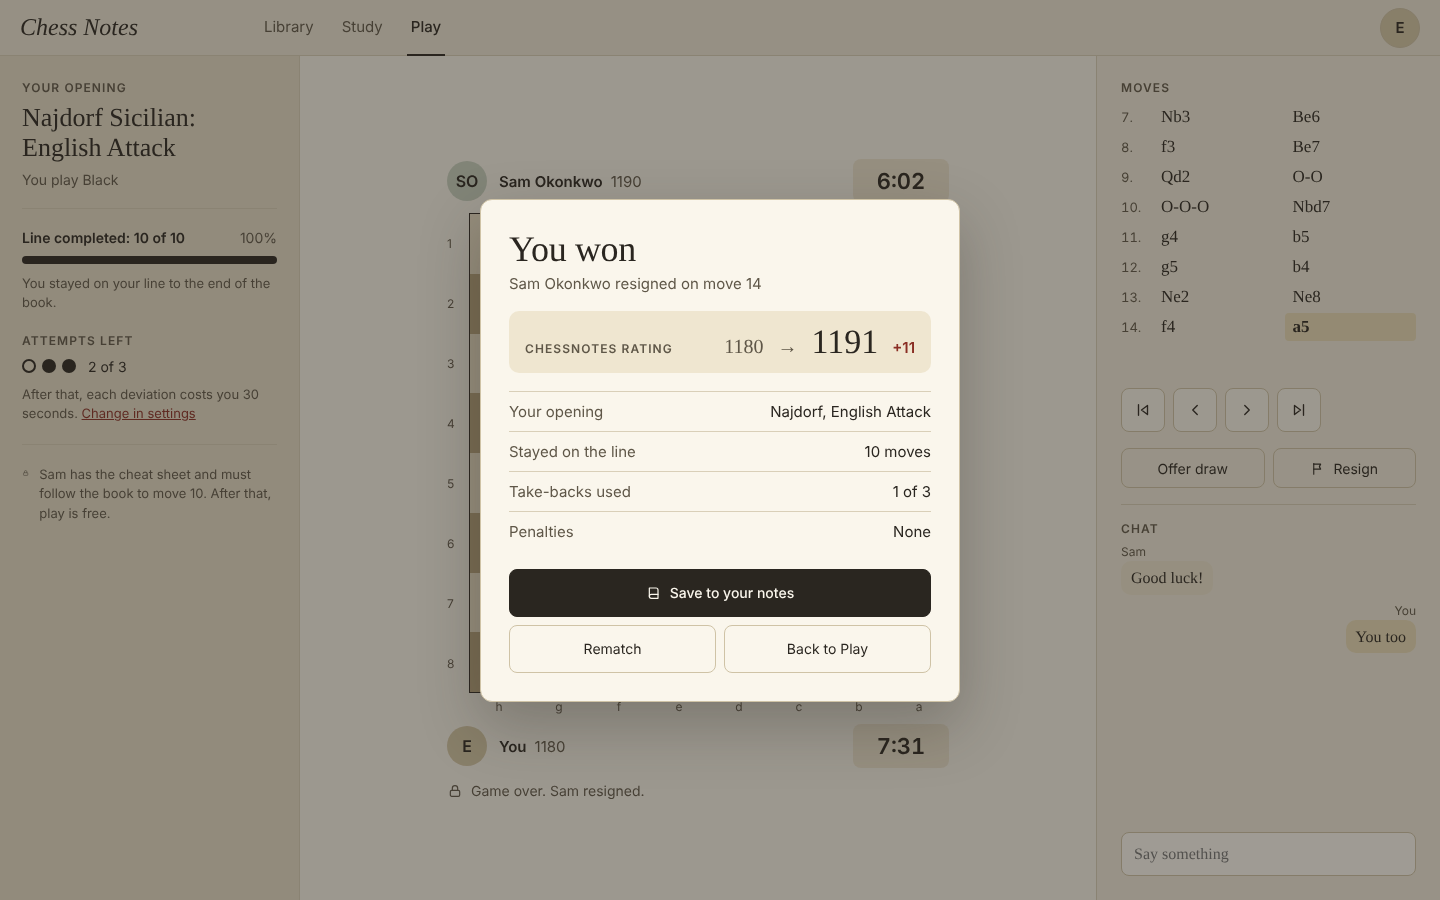 Chess Notes
Library
Study
Play
E
YOUR OPENING
Najdorf Sicilian:
English Attack
You play Black
Line completed: 10 of 10
100%
You stayed on your line to the end of the
book.
ATTEMPTS LEFT
2 of 3
After that, each deviation costs you 30
seconds. Change in settings
Sam has the cheat sheet and must
follow the book to move 10. After that,
play is free.
SO
Sam Okonkwo 1190
6:02
1
2
3
4
5
6
7
8
h
g
f
e
d
c
b
a
You won
Sam Okonkwo resigned on move 14
CHESSNOTES RATING
1180 → 1191 +11
Your opening
Najdorf, English Attack
Stayed on the line
10 moves
Take-backs used
1 of 3
Penalties
None
Save to your notes
Rematch
Back to Play
E
You 1180
7:31
Game over. Sam resigned.
MOVES
7. Nb3 Be6
8. f3 Be7
9. Qd2 O-O
10. O-O-O Nbd7
11. g4 b5
12. g5 b4
13. Ne2 Ne8
14. f4 a5
Offer draw
Resign
CHAT
Sam
Good luck!
You
You too
Say something